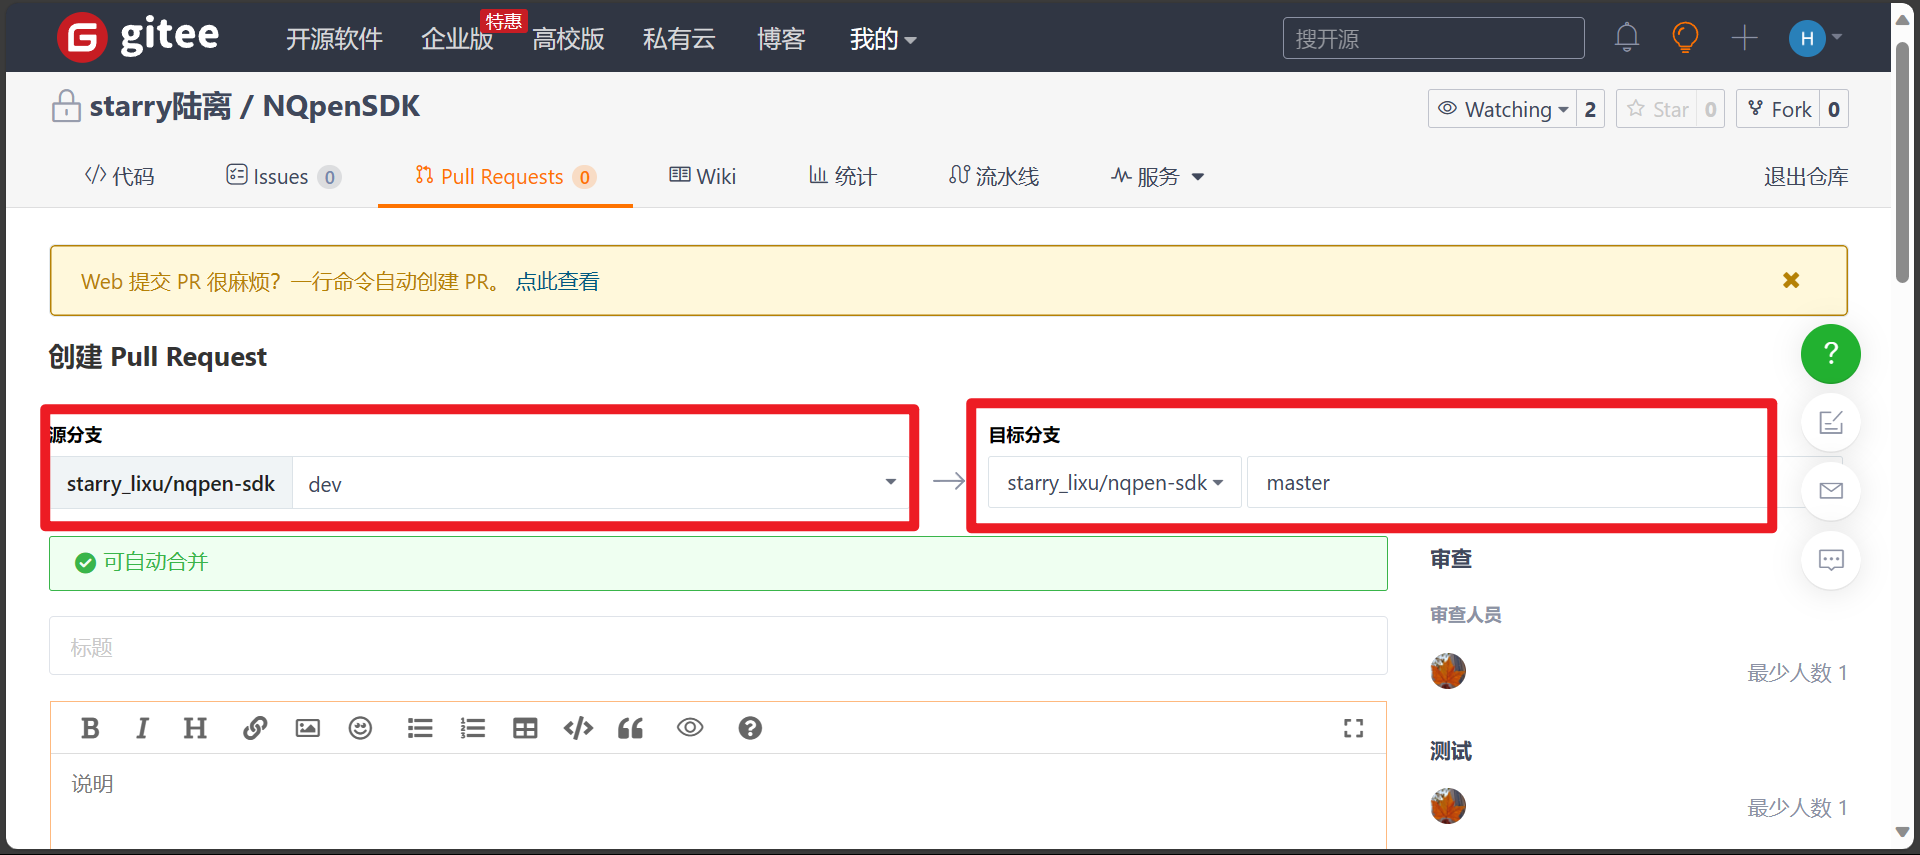 gitee 开源软件 企业版 特惠 高校版 私有云 博客 我的 搜开源 H
starry陆离 / NQpenSDK Watching 2 Star 0 Fork 0
代码 Issues 0 Pull Requests 0 Wiki 统计 流水线 服务 退出仓库
Web 提交 PR 很麻烦？一行命令自动创建 PR。 点此查看
创建 Pull Request
源分支 目标分支
starry_lixu/nqpen-sdk dev → starry_lixu/nqpen-sdk master
可自动合并
审查
审查人员
标题
最少人数 1
B I H
测试
说明
最少人数 1